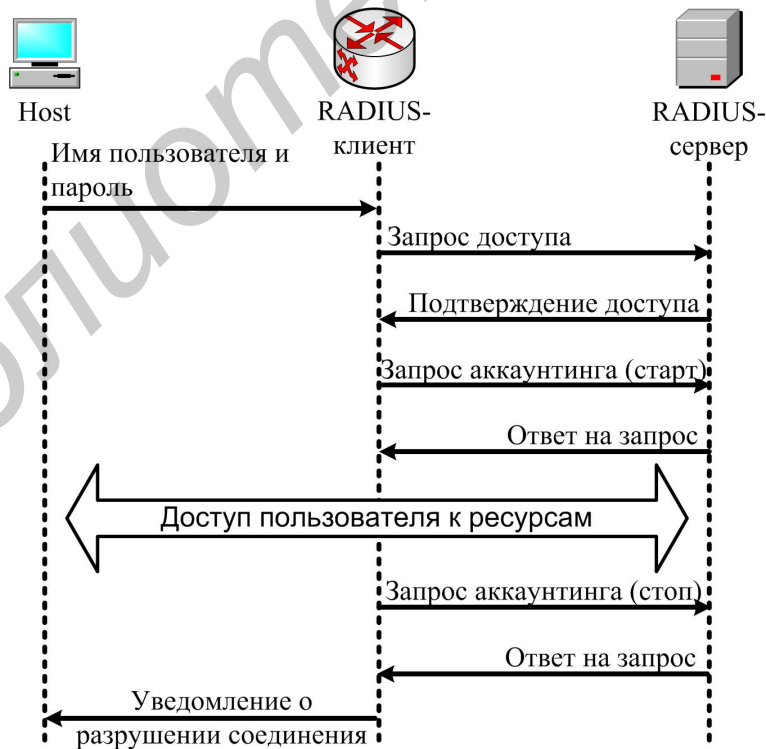 Host
RADIUS-
клиент
RADIUS-
сервер
Имя пользователя и
пароль
Запрос доступа
Подтверждение доступа
Запрос аккаунтинга (старт)
Ответ на запрос
Доступ пользователя к ресурсам
Запрос аккаунтинга (стоп)
Ответ на запрос
Уведомление о
разрушении соединения